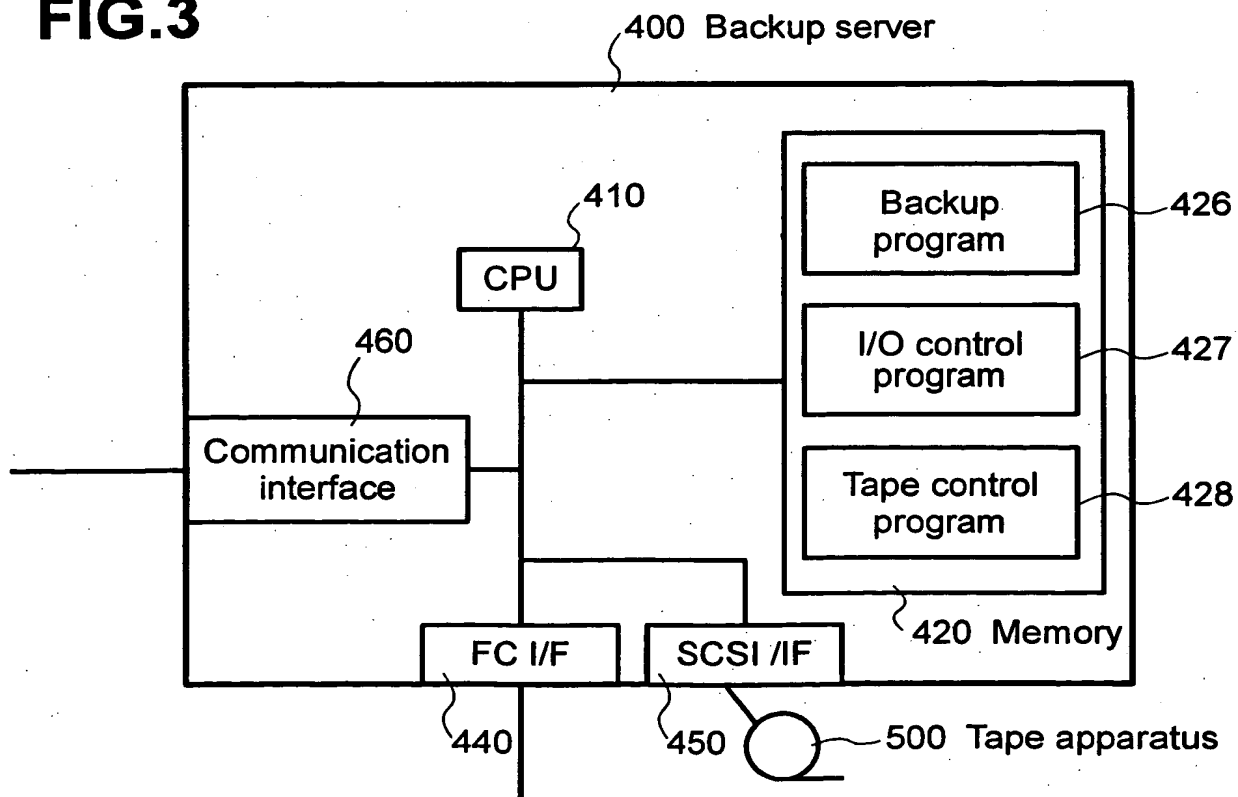 FIG.3
400 Backup server
410
CPU
Backup
program
426
460
I/O control
program
427
Communication
interface
Tape control
program
428
420 Memory
FC I/F
SCSI /IF
440
450
500 Tape apparatus